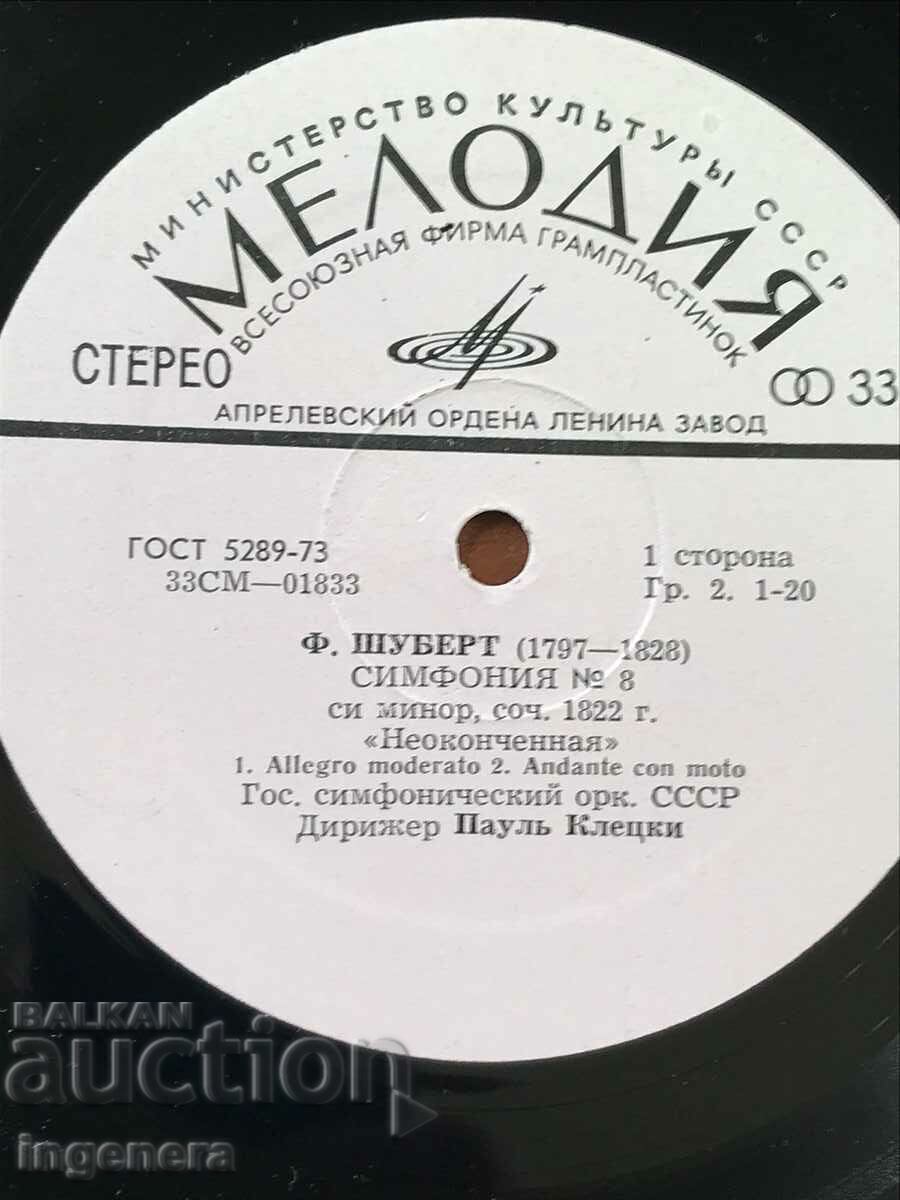 МИНИСТЕРСТВО КУЛЬТУРЫ СССР
МЕЛОДИЯ
ВСЕСОЮЗНАЯ ФИРМА ГРАМПЛАСТИНОК
СТЕРЕО
33
АПРЕЛЕВСКИЙ ОРДЕНА ЛЕНИНА ЗАВОД
ГОСТ 5289-73
1 сторона
33СМ—01833
Гр. 2. 1-20
Ф. ШУБЕРТ (1797—1828)
СИМФОНИЯ № 8
си минор, соч. 1822 г.
«Неоконченная»
1. Allegro moderato 2. Andante con moto
Гос. симфонический орк. СССР
Дирижер Пауль Клецки
BALKAN
auction
ingenera